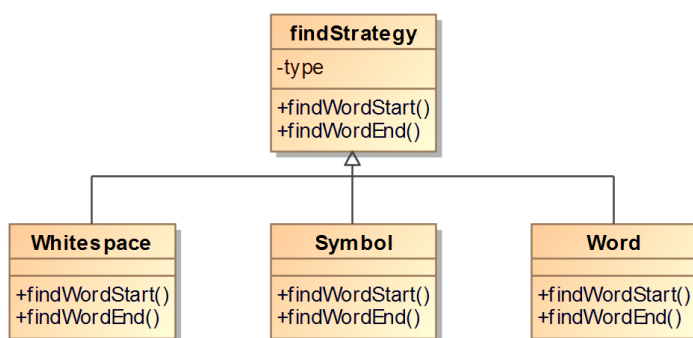 findStrategy
-type
+findWordStart()
+findWordEnd()
Whitespace
+findWordStart()
+findWordEnd()
Symbol
+findWordStart()
+findWordEnd()
Word
+findWordStart()
+findWordEnd()